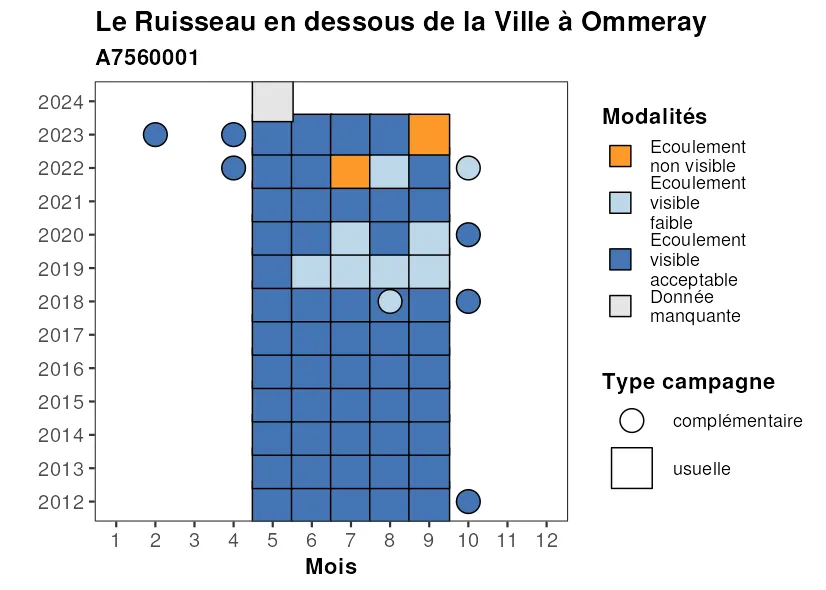 Le Ruisseau en dessous de la Ville à Ommeray
A7560001
2024
2023
2022
2021
2020
2019
2018
2017
2016
2015
2014
2013
2012
1 2 3 4 5 6 7 8 9 10 11 12
Mois
Modalités
Ecoulement
non visible
Ecoulement
visible
faible
Ecoulement
visible
acceptable
Donnée
manquante
Type campagne
complémentaire
usuelle